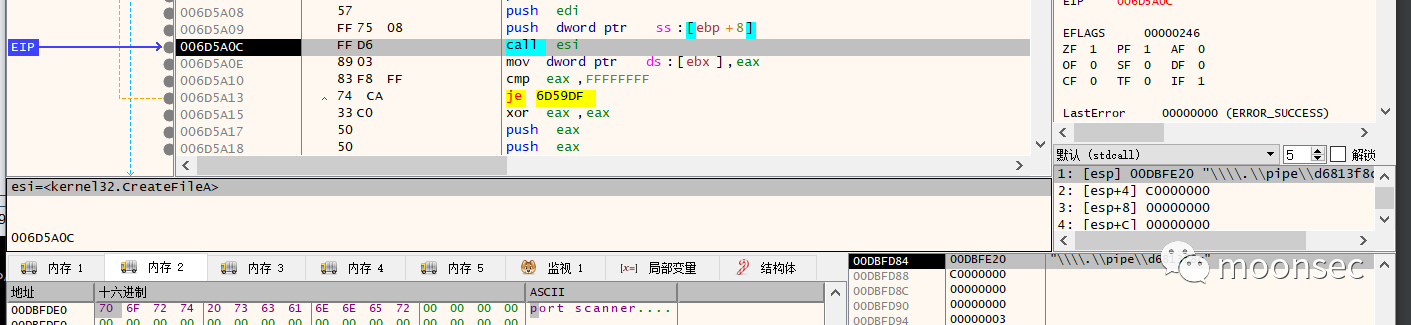 006D5A08 57 push edi
006D5A09 FF 75 08 push dword ptr ss:[ebp+8]
EIP 006D5A0C FF D6 call esi
006D5A0E 89 03 mov dword ptr ds:[ebx],eax
006D5A10 83 F8 FF cmp eax,FFFFFFFF
006D5A13 74 CA je 6D59DF
006D5A15 33 C0 xor eax,eax
006D5A17 50 push eax
006D5A18 50 push eax
EIP 006D5A0C
EFLAGS 00000246
ZF 1 PF 1 AF 0
OF 0 SF 0 DF 0
CF 0 TF 0 IF 1
LastError 00000000 (ERROR_SUCCESS)
默认 (stdcall) 5 解锁
1: [esp] 00DBFE20 "\\\\.\\pipe\\d6813f8c
2: [esp+4] C0000000
3: [esp+8] 00000000
4: [esp+C] 00000000
esi=<kernel32.CreateFileA>
006D5A0C
内存 1 内存 2 内存 3 内存 4 内存 5 监视 1 [x=] 局部变量 结构体
地址 十六进制 ASCII
00DBFDE0 70 6F 72 74 20 73 63 61 6E 6E 65 72 00 00 00 00 port scanner....
00DBFD84 00DBFE20
00DBFD88 C0000000
00DBFD8C 00000000
00DBFD90 00000000
00DBFD94 00000003
moonsec